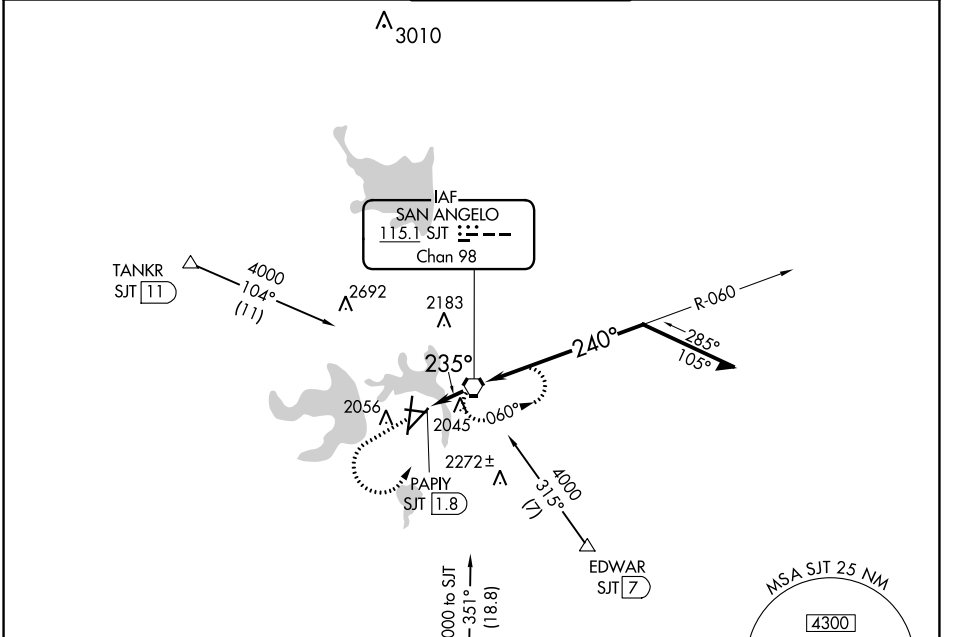 3010
IAF
SAN ANGELO
115.1 SJT
Chan 98
TANKR
SJT 11
4000
104°
(11)
2692
2183
R-060
285°
105°
240°
235°
2056
2045
060°
2272±
PAPIY
SJT 1.8
4000
315°
(7)
EDWAR
SJT 7
000 to SJT
351°
(18.8)
MSA SJT 25 NM
4300